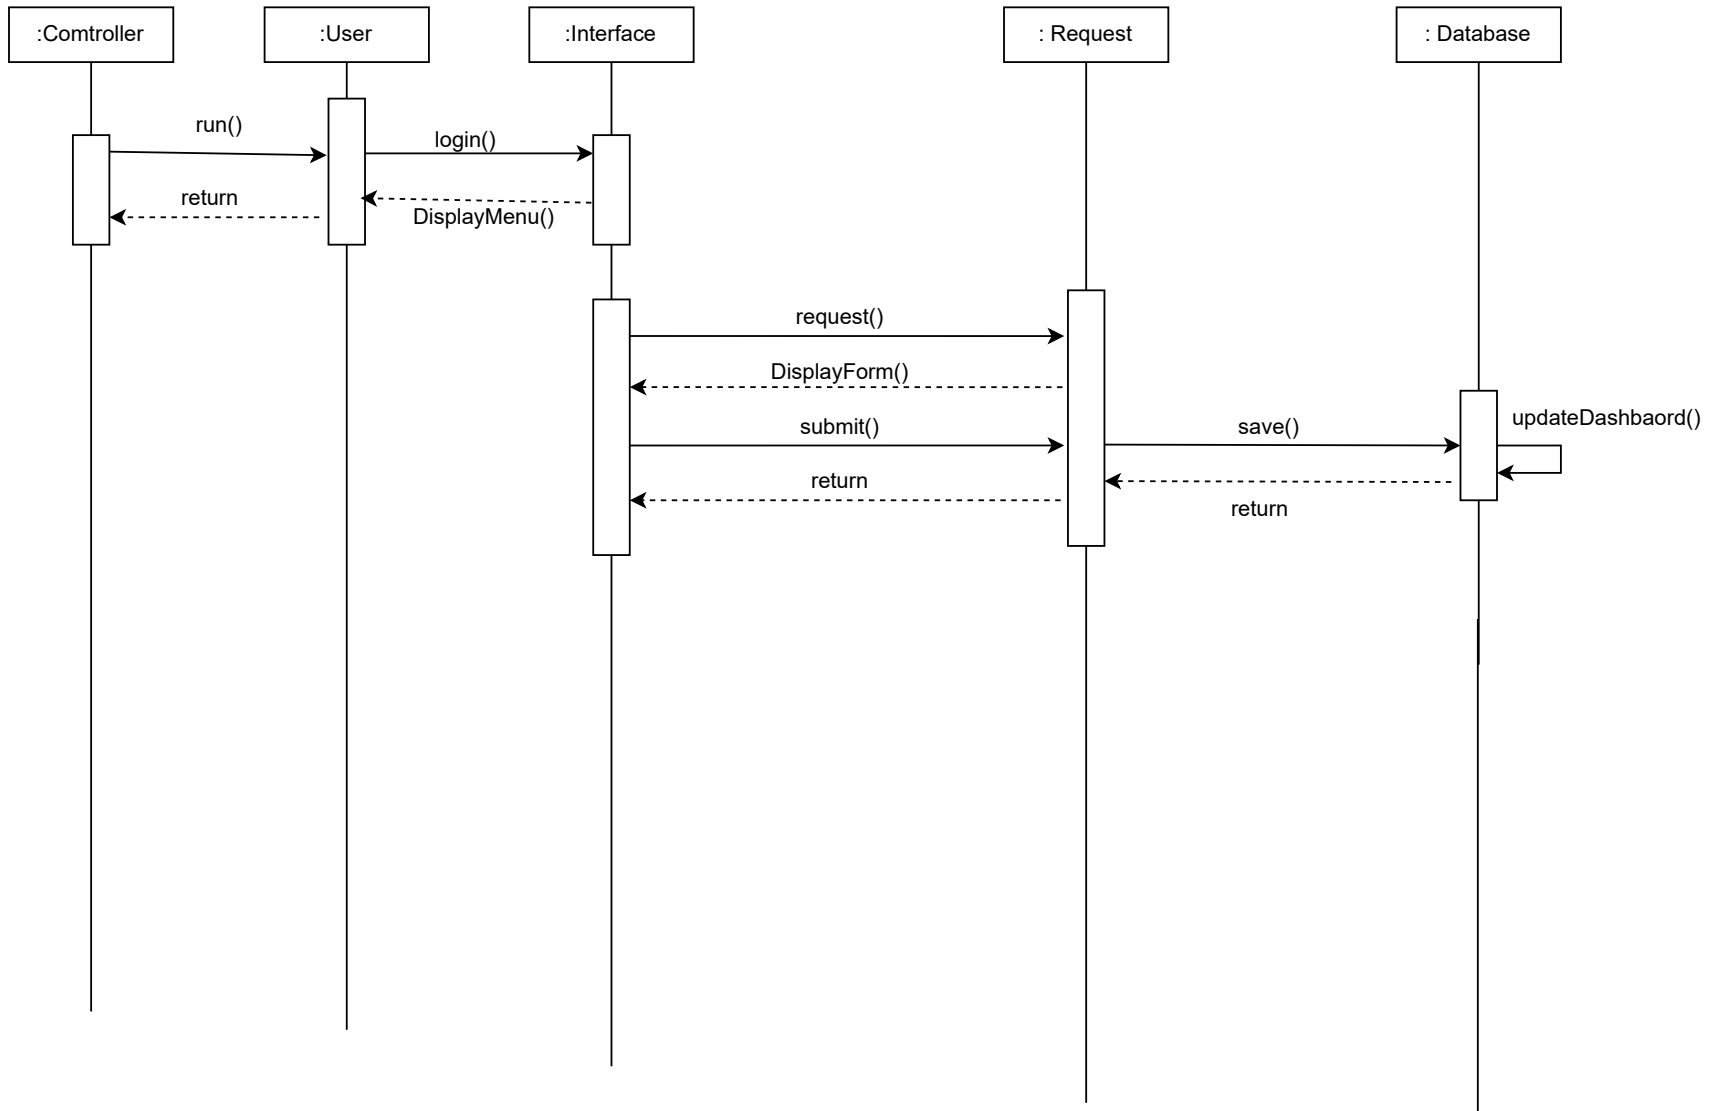 :Comtroller
:User
:Interface
: Request
: Database
run()
login()
return
DisplayMenu()
request()
DisplayForm()
submit()
save()
updateDashbaord()
return
return